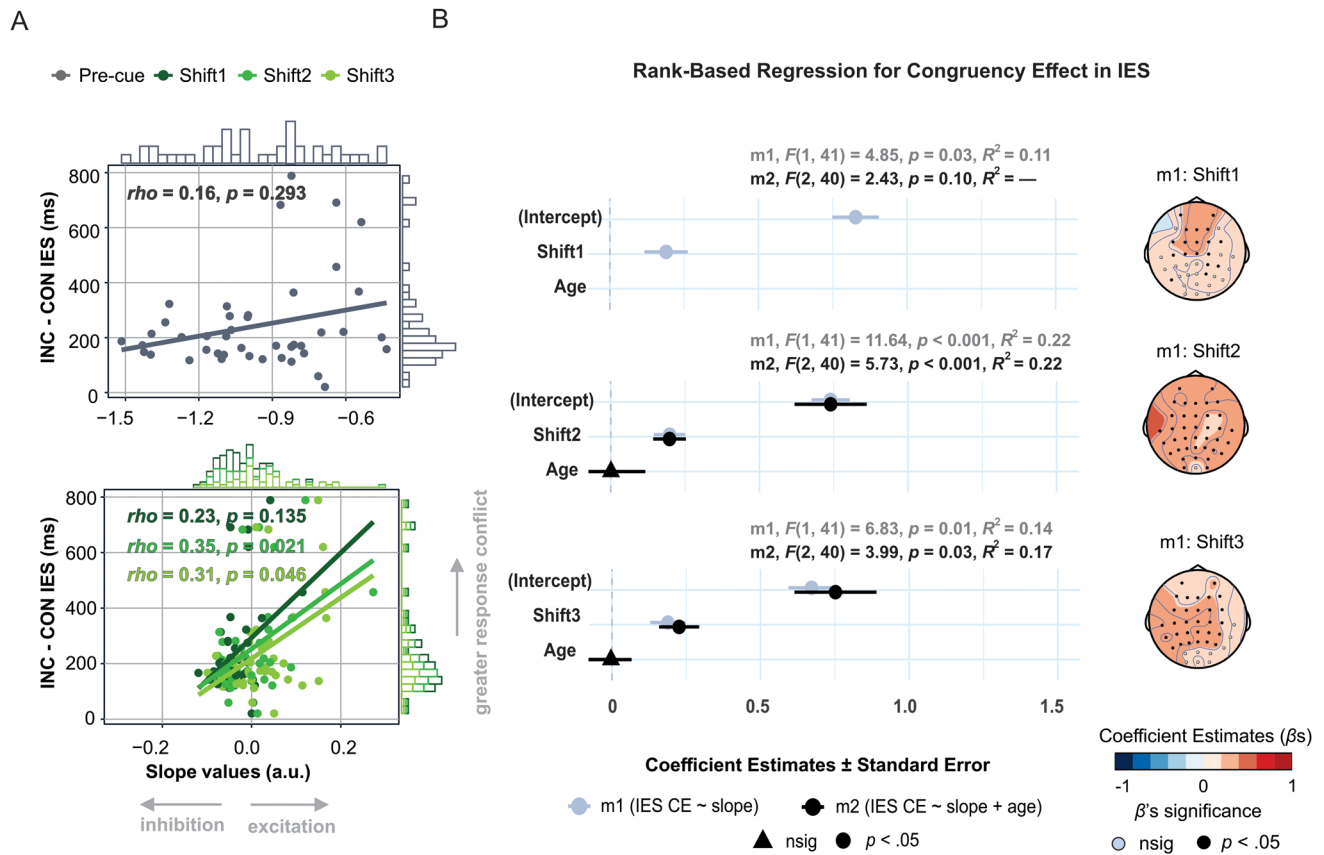 A
B
Pre-cue Shift1 Shift2 Shift3
Rank-Based Regression for Congruency Effect in IES
INC - CON IES (ms)
800
600
400
200
0
rho = 0.16, p = 0.293
−1.5 −1.2 −0.9 −0.6
INC - CON IES (ms)
800
600
400
200
0
rho = 0.23, p = 0.135
rho = 0.35, p = 0.021
rho = 0.31, p = 0.046
−0.2 0.0 0.2
Slope values (a.u.)
inhibition excitation
greater response conflict
m1, F(1, 41) = 4.85, p = 0.03, R² = 0.11
m2, F(2, 40) = 2.43, p = 0.10, R² = —
(Intercept)
Shift1
Age
m1, F(1, 41) = 11.64, p < 0.001, R² = 0.22
m2, F(2, 40) = 5.73, p < 0.001, R² = 0.22
(Intercept)
Shift2
Age
m1, F(1, 41) = 6.83, p = 0.01, R² = 0.14
m2, F(2, 40) = 3.99, p = 0.03, R² = 0.17
(Intercept)
Shift3
Age
0 0.5 1.0 1.5
Coefficient Estimates ± Standard Error
m1 (IES CE ~ slope) m2 (IES CE ~ slope + age)
nsig p < .05
m1: Shift1
m1: Shift2
m1: Shift3
Coefficient Estimates (βs)
-1 0 1
β's significance
nsig p < .05